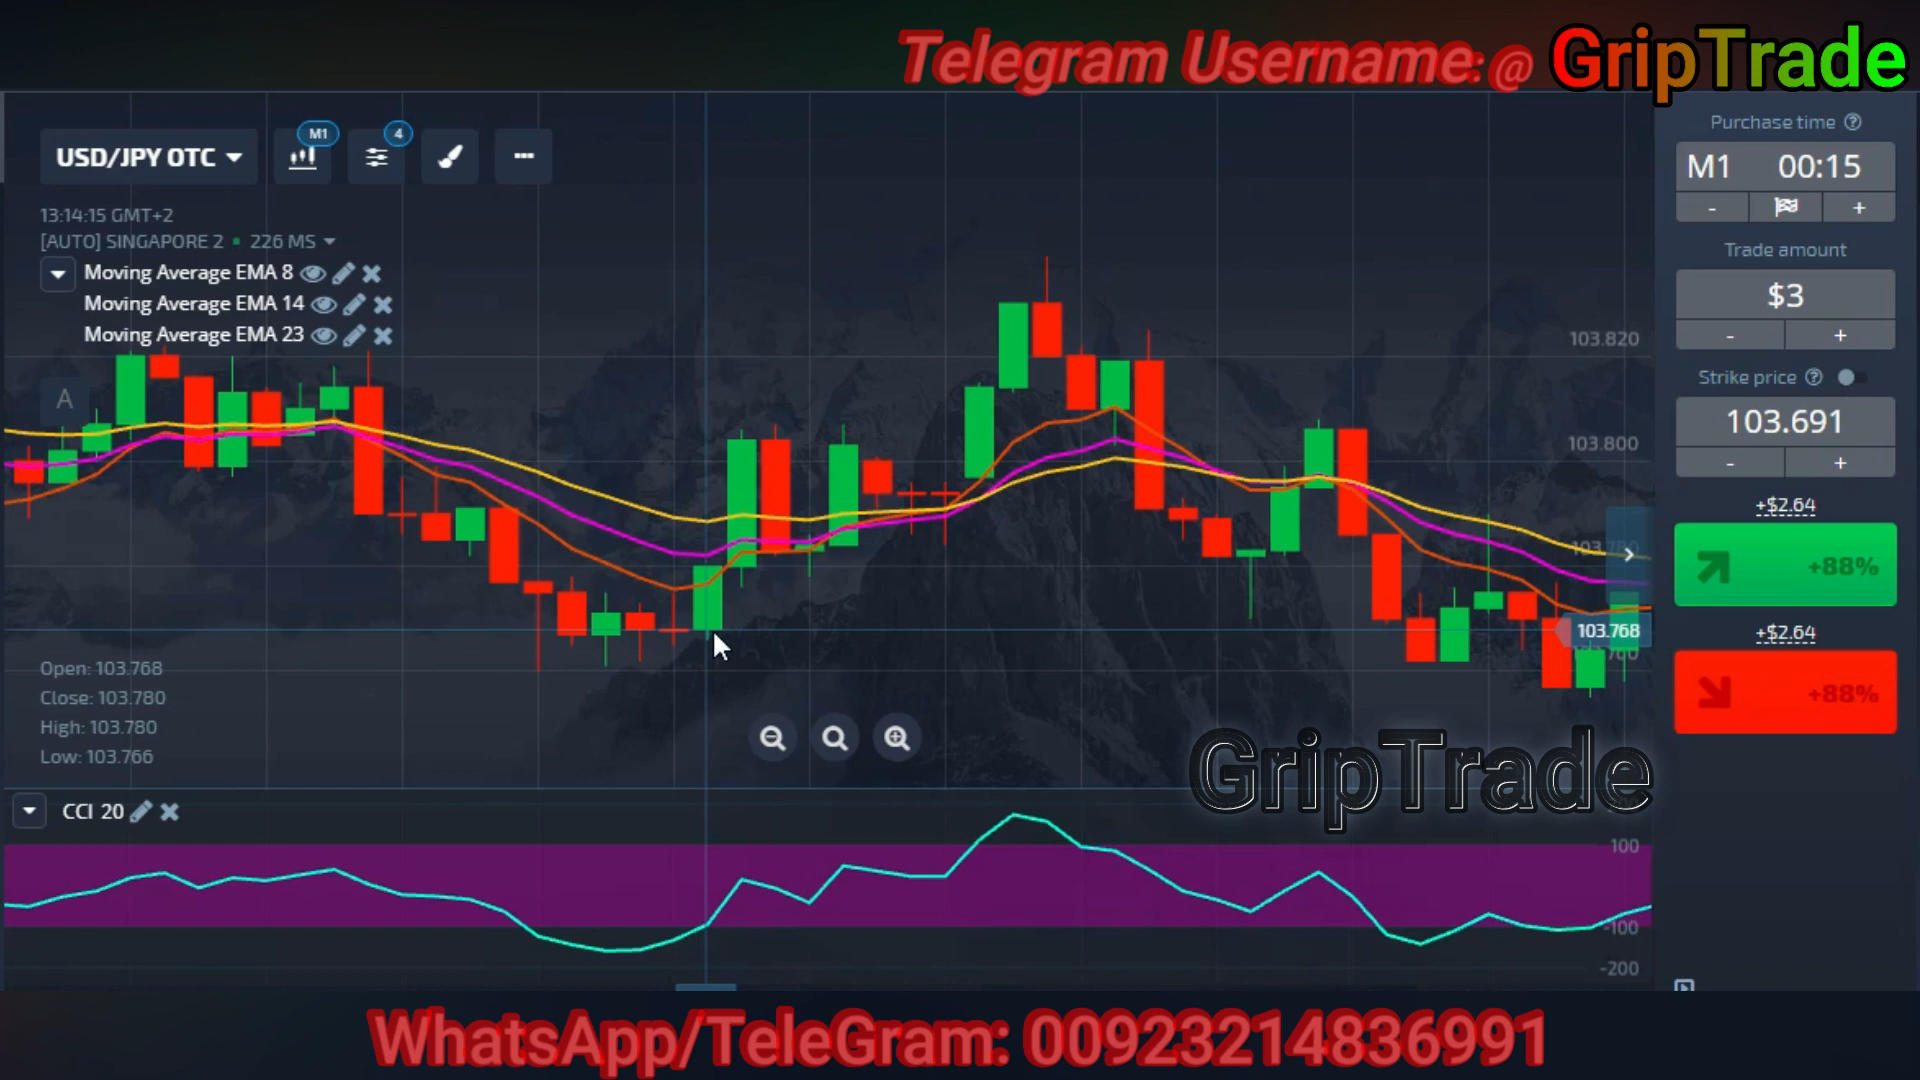 Telegram Username:@ GripTrade
USD/JPY OTC
M1
4
13:14:15 GMT+2
[AUTO] SINGAPORE 2 • 226 MS
Moving Average EMA 8
Moving Average EMA 14
Moving Average EMA 23
A
103.820
103.800
103.780
103.768
Open: 103.768
Close: 103.780
High: 103.780
Low: 103.766
Purchase time
M1 00:15
- +
Trade amount
$3
- +
Strike price
103.691
- +
+$2.64
+88%
+$2.64
+88%
GripTrade
CCI 20
100
-100
-200
WhatsApp/TeleGram: 00923214836991